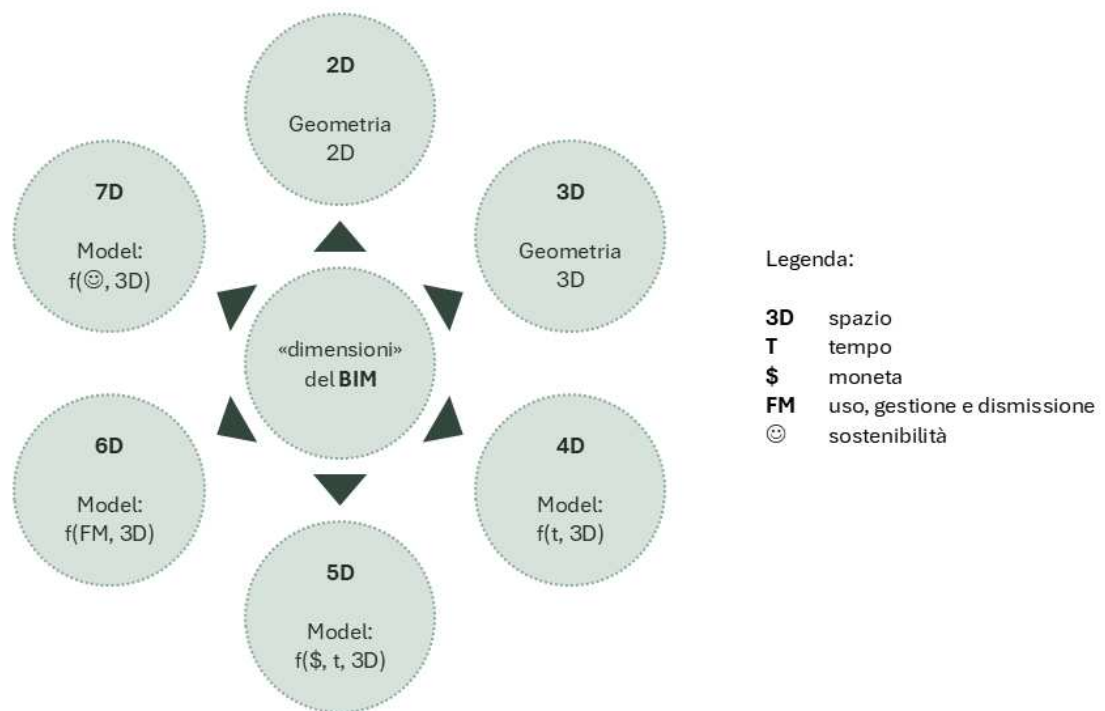 2D
Geometria
2D
3D
Geometria
3D
4D
Model:
f(t, 3D)
5D
Model:
f($, t, 3D)
6D
Model:
f(FM, 3D)
7D
Model:
f(☺, 3D)
«dimensioni»
del BIM
Legenda:
3D spazio
T tempo
$ moneta
FM uso, gestione e dismissione
☺ sostenibilità